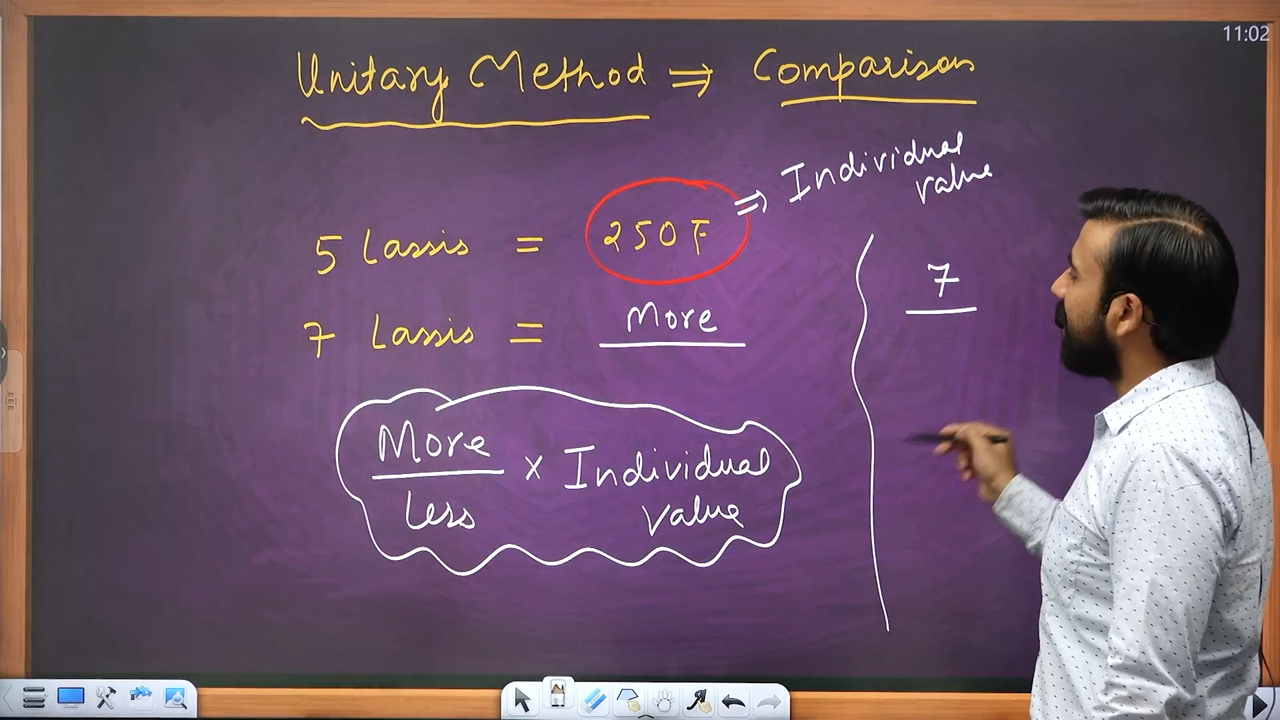 11:02
Unitary Method ⇒ Comparison
⇒ Individual value
5 Lassis = 250 ₹
7 Lassis = More
More / Less × Individual value
7